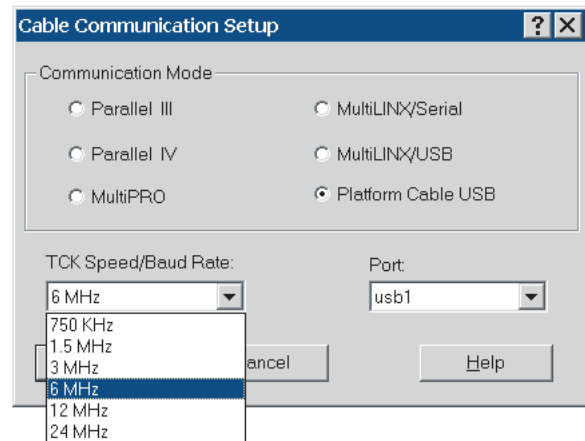 Cable Communication Setup
Communication Mode
Parallel III
MultiLINX/Serial
Parallel IV
MultiLINX/USB
MultiPRO
Platform Cable USB
TCK Speed/Baud Rate:
Port:
6 MHz
usb1
750 KHz
1.5 MHz
3 MHz
6 MHz
12 MHz
24 MHz
ancel
Help